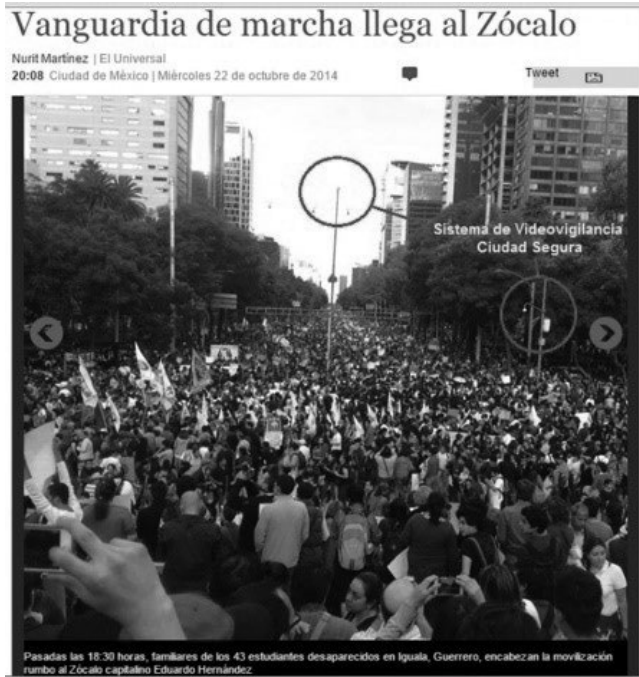 Vanguardia de marcha llega al Zócalo
Nurit Martínez | El Universal
20:08 Ciudad de México | Miércoles 22 de octubre de 2014
Tweet
Sistema de Videovigilancia
Ciudad Segura
Pasadas las 18:30 horas, familiares de los 43 estudiantes desaparecidos en Iguala, Guerrero, encabezan la movilización
rumbo al Zócalo capitalino Eduardo Hernández